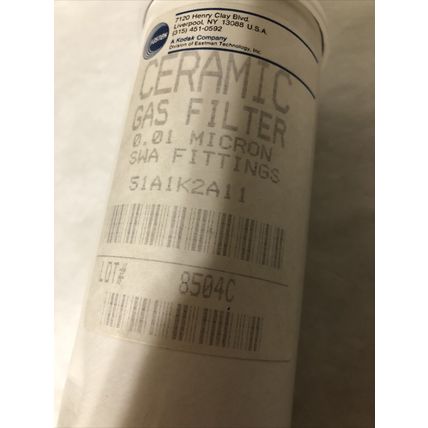 7120 Henry Clay Blvd.
Liverpool, NY 13088 U.S.A
(315) 451-0592
A Kodak Company
Division of Eastman Technology, Inc.
CERAMIC
GAS FILTER
0.01 MICRON
SWA FITTINGS
51A1K2A11
LOT# 8504C